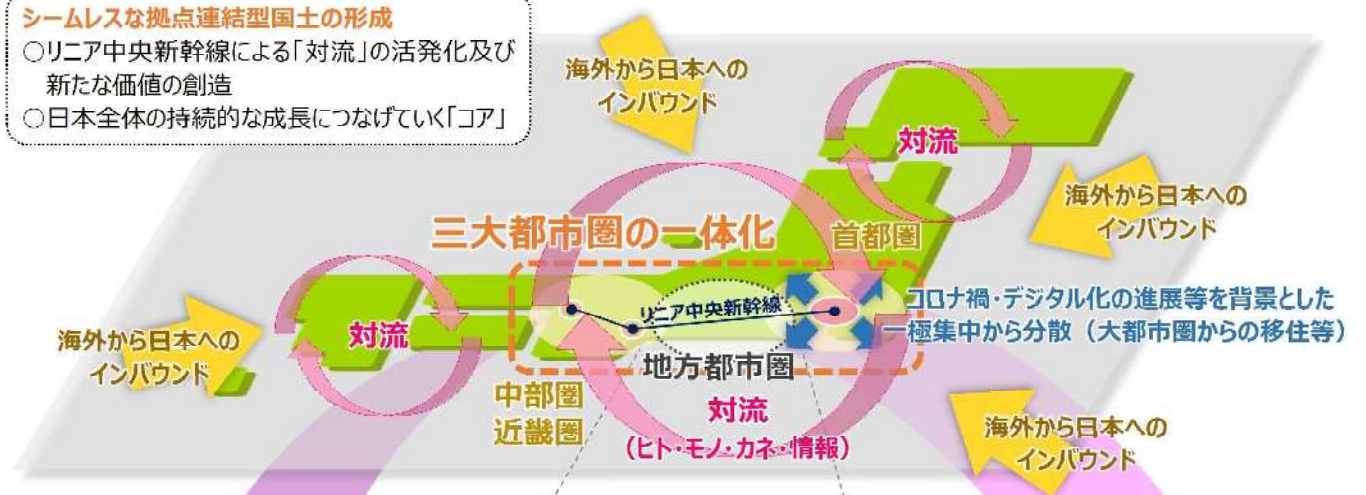 シームレスな拠点連結型国土の形成
○リニア中央新幹線による「対流」の活発化及び
新たな価値の創造
○日本全体の持続的な成長につなげていく「コア」
海外から日本への
インバウンド
対流
海外から日本への
インバウンド
三大都市圏の一体化
首都圏
コロナ禍・デジタル化の進展等を背景とした
一極集中から分散（大都市圏からの移住等）
リニア中央新幹線
対流
海外から日本への
インバウンド
地方都市圏
中部圏
近畿圏
対流
（ヒト・モノ・カネ・情報）
海外から日本への
インバウンド